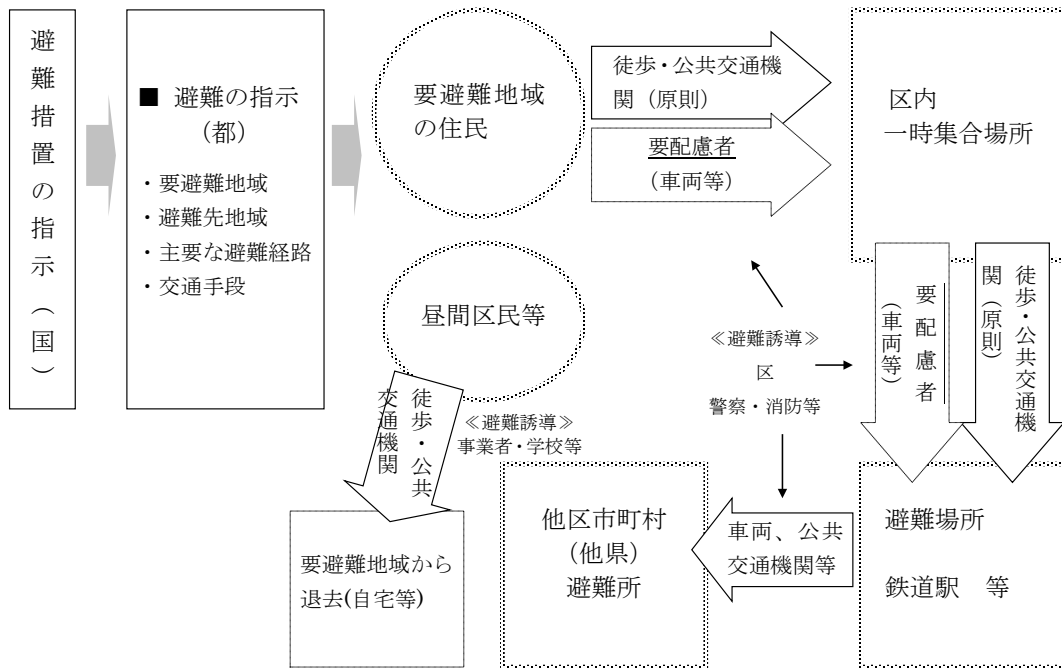 避難措置の指示(国)
■ 避難の指示
(都)
・要避難地域
・避難先地域
・主要な避難経路
・交通手段
要避難地域
の住民
徒歩・公共交通機
関(原則)
要配慮者
(車両等)
区内
一時集合場所
昼間区民等
徒歩・公共
交通機関
≪避難誘導≫
事業者・学校等
≪避難誘導≫
区
警察・消防等
要配慮者
(車両等)
徒歩・公共交通機
関(原則)
要避難地域から
退去(自宅等)
他区市町村
(他県)
避難所
車両、公共
交通機関等
避難場所
鉄道駅 等